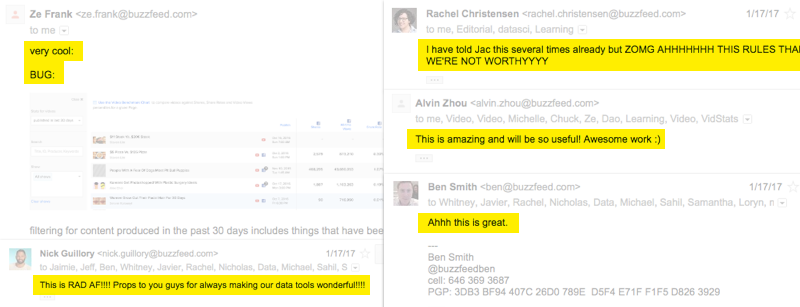 Ze Frank <ze.frank@buzzfeed.com>
to me
very cool:
BUG:
filtering for content produced in the past 30 days includes things that have bee
Nick Guillory <nick.guillory@buzzfeed.com> 1/17/17
to Jaimie, Jeff, Ben, Whitney, Javier, Rachel, Nicholas, Data, Michael, Sahil, S
This is RAD AF!!!! Props to you guys for always making our data tools wonderful!!!!
Rachel Christensen <rachel.christensen@buzzfeed.com> 1/17/17
to me, Editorial, datasci, Learning
I have told Jac this several times already but ZOMG AHHHHHHH THIS RULES THA
WE'RE NOT WORTHYYYY
Alvin Zhou <alvin.zhou@buzzfeed.com>
to me, Video, Video, Michelle, Chuck, Ze, Dao, Learning, Video, VidStats
This is amazing and will be so useful! Awesome work :)
Ben Smith <ben@buzzfeed.com> 1/17/17
to Whitney, Javier, Rachel, Nicholas, Data, Michael, Sahil, Samantha, Loryn, m
Ahhh this is great.
---
Ben Smith
@buzzfeedben
cell: 646 369 3687
PGP: 3DB3 BF94 407C 26D0 789E D5F4 E71F F1F5 D826 3929